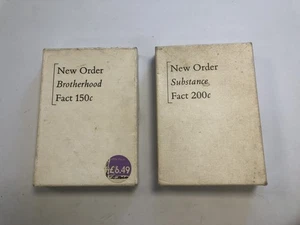 New Order
Brotherhood
Fact 150c
£6.49
New Order
Substance
Fact 200c